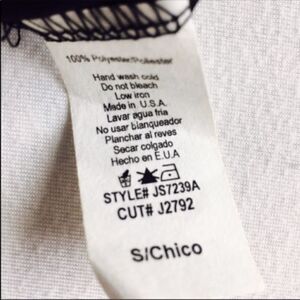 100% Polyester/Poliester
Hand wash cold
Do not bleach
Low iron
Made in U.S.A.
Lavar agua fria
No usar blanqueador
Planchar al reves
Secar colgado
Hecho en E.U.A
STYLE# JS7239A
CUT# J2792
S/Chico